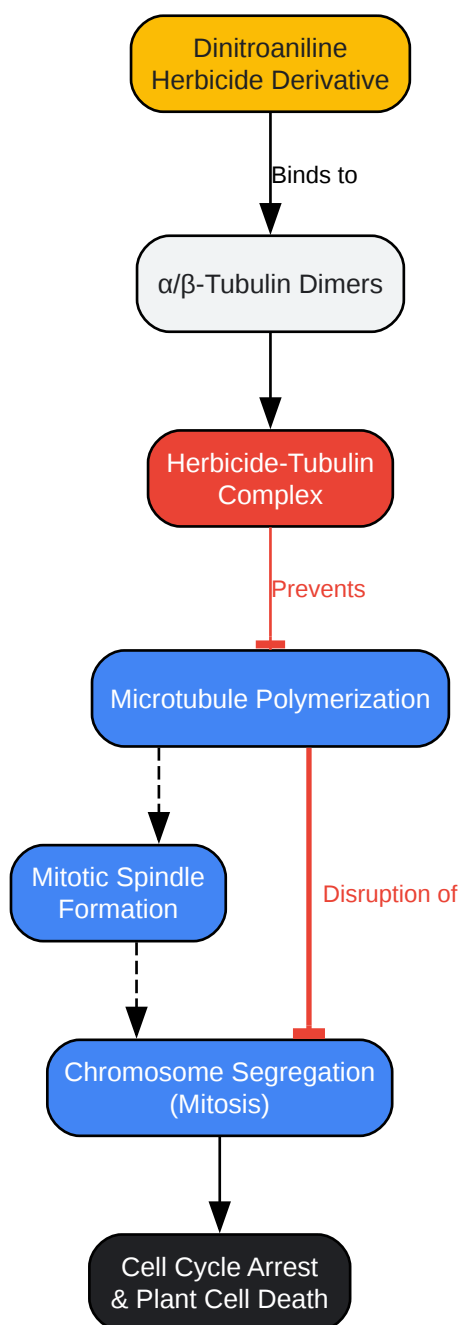 Dinitroaniline
Herbicide Derivative
Binds to
α/β-Tubulin Dimers
Herbicide-Tubulin
Complex
Prevents
Microtubule Polymerization
Mitotic Spindle
Formation
Disruption of
Chromosome Segregation
(Mitosis)
Cell Cycle Arrest
& Plant Cell Death